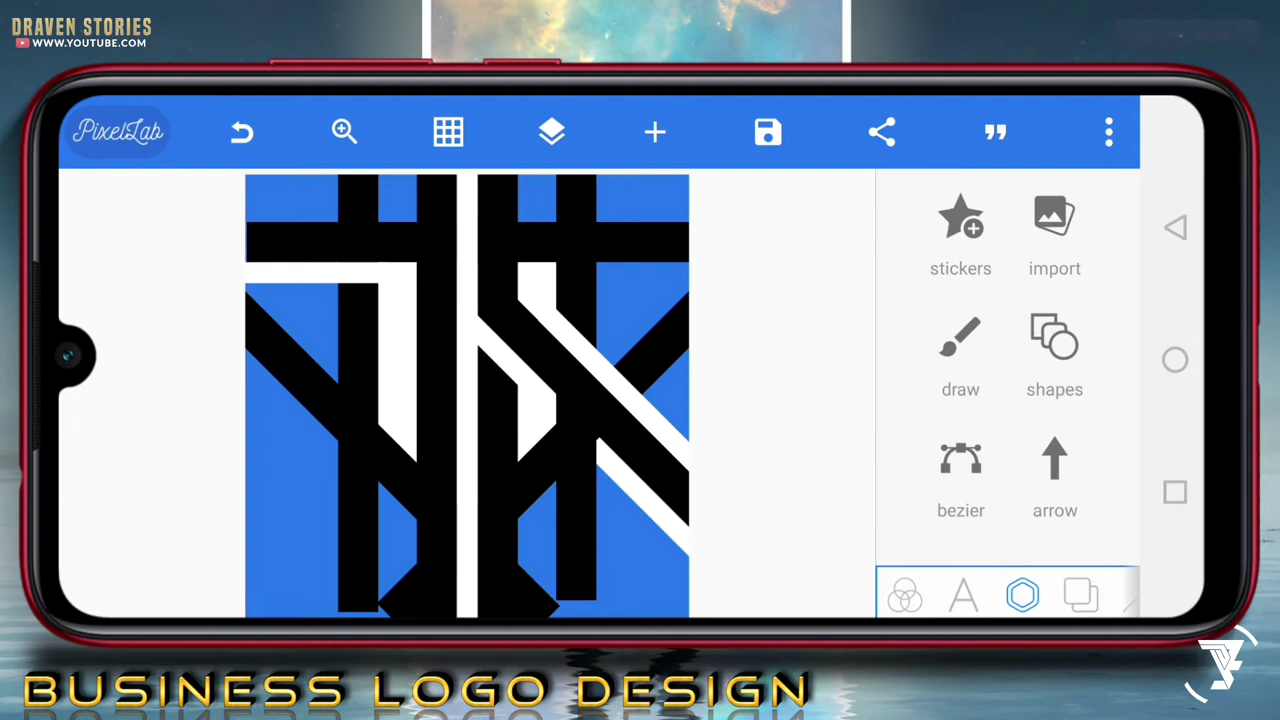 DRAVEN STORIES
WWW.YOUTUBE.COM
PixelLab
stickers
import
draw
shapes
bezier
arrow
BUSINESS LOGO DESIGN